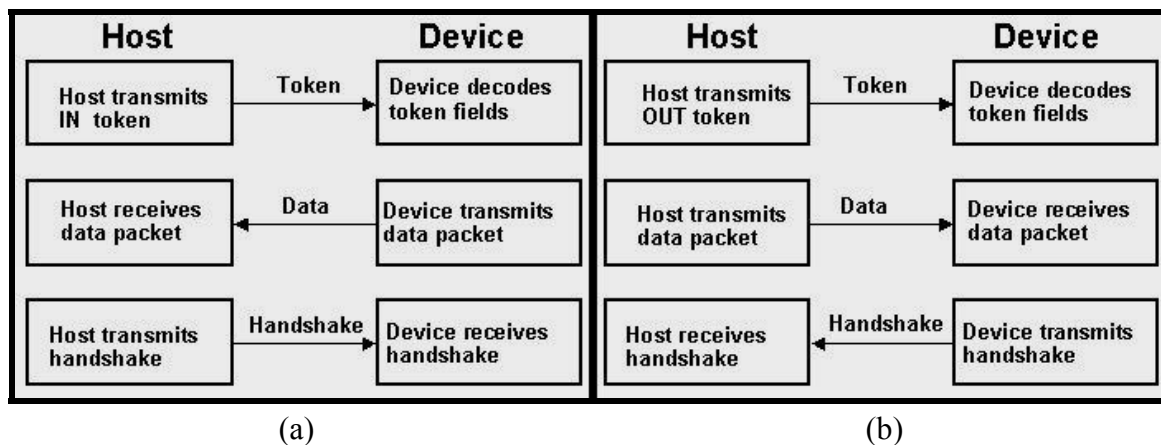 Host
Device
Host transmits
IN token
Token
Device decodes
token fields
Host receives
data packet
Data
Device transmits
data packet
Host transmits
handshake
Handshake
Device receives
handshake
(a)
Host
Device
Host transmits
OUT token
Token
Device decodes
token fields
Host transmits
data packet
Data
Device receives
data packet
Host receives
handshake
Handshake
Device transmits
handshake
(b)